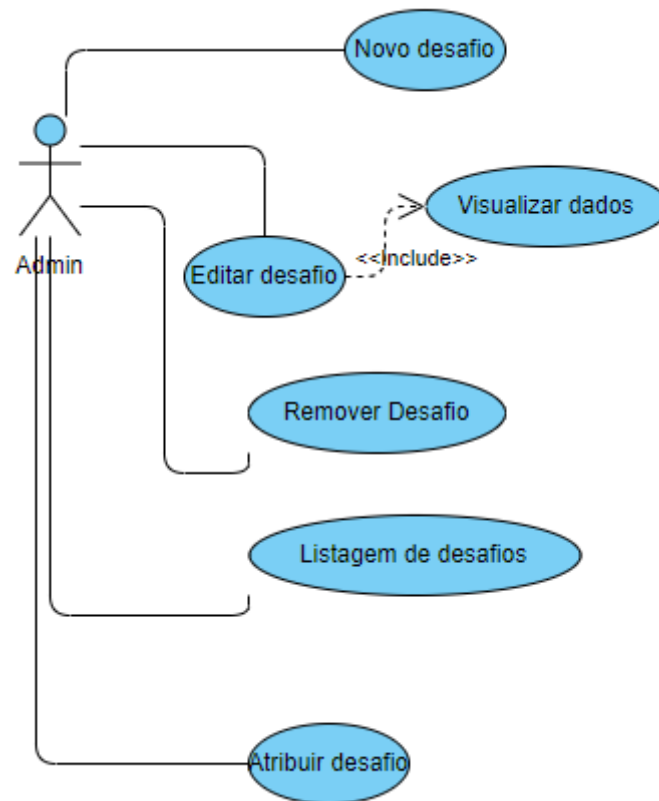 Novo desafio
Visualizar dados
<<Include>>
Admin
Editar desafio
Remover Desafio
Listagem de desafios
Atribuir desafio